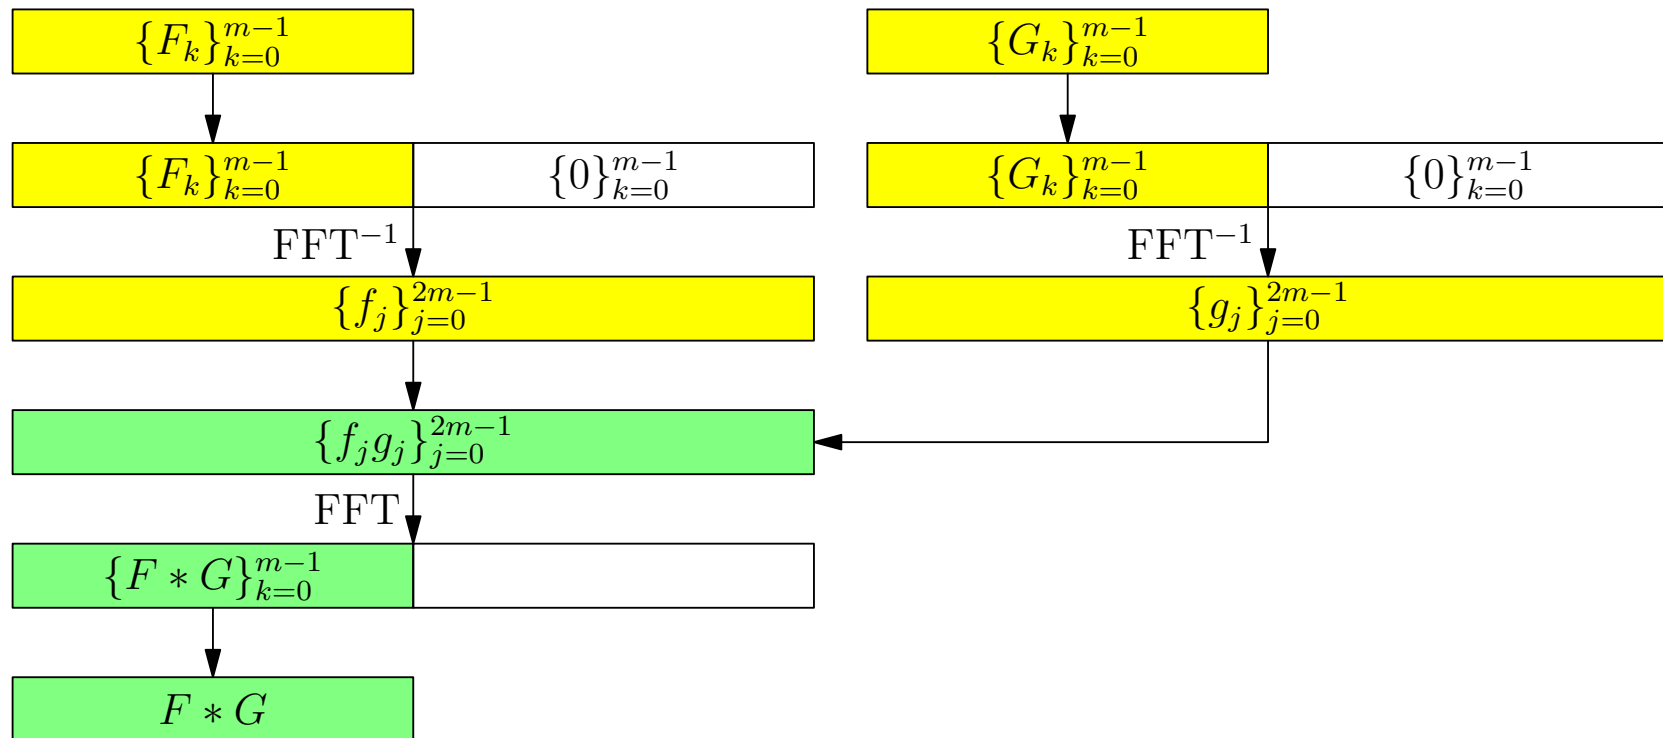 {F_k}_{k=0}^{m−1} {G_k}_{k=0}^{m−1}
{F_k}_{k=0}^{m−1} {0}_{k=0}^{m−1} {G_k}_{k=0}^{m−1} {0}_{k=0}^{m−1}
FFT^{−1} FFT^{−1}
{f_j}_{j=0}^{2m−1} {g_j}_{j=0}^{2m−1}
{f_j g_j}_{j=0}^{2m−1}
FFT
{F ∗ G}_{k=0}^{m−1}
F ∗ G